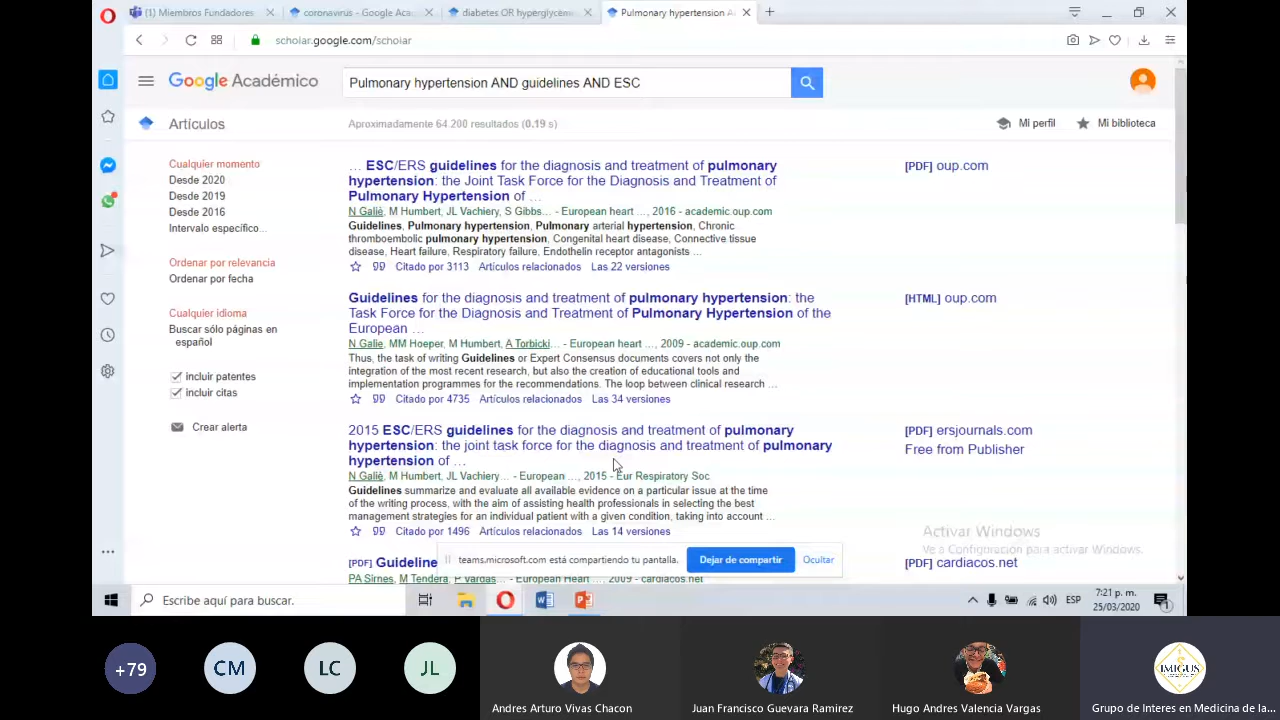 (1) Miembros Fundadores
coronavirus - Google Aca
diabetes OR hyperglycemi
Pulmonary hypertension A
scholar.google.com/scholar
Google Académico
Pulmonary hypertension AND guidelines AND ESC
Artículos
Aproximadamente 64.200 resultados (0.19 s)
Mi perfil
Mi biblioteca
Cualquier momento
Desde 2020
Desde 2019
Desde 2016
Intervalo específico...
Ordenar por relevancia
Ordenar por fecha
Cualquier idioma
Buscar sólo páginas en
español
incluir patentes
incluir citas
Crear alerta
... ESC/ERS guidelines for the diagnosis and treatment of pulmonary
hypertension: the Joint Task Force for the Diagnosis and Treatment of
Pulmonary Hypertension of ...
N Galiè, M Humbert, JL Vachiery, S Gibbs... - European heart ..., 2016 - academic.oup.com
Guidelines, Pulmonary hypertension, Pulmonary arterial hypertension, Chronic
thromboembolic pulmonary hypertension, Congenital heart disease, Connective tissue
disease, Heart failure, Respiratory failure, Endothelin receptor antagonists ...
Citado por 3113 Artículos relacionados Las 22 versiones
[PDF] oup.com
Guidelines for the diagnosis and treatment of pulmonary hypertension: the
Task Force for the Diagnosis and Treatment of Pulmonary Hypertension of the
European ...
N Galie, MM Hoeper, M Humbert, A Torbicki... - European heart ..., 2009 - academic.oup.com
Thus, the task of writing Guidelines or Expert Consensus documents covers not only the
integration of the most recent research, but also the creation of educational tools and
implementation programmes for the recommendations. The loop between clinical research ...
Citado por 4735 Artículos relacionados Las 34 versiones
[HTML] oup.com
2015 ESC/ERS guidelines for the diagnosis and treatment of pulmonary
hypertension: the joint task force for the diagnosis and treatment of pulmonary
hypertension of ...
N Galiè, M Humbert, JL Vachiery... - European ..., 2015 - Eur Respiratory Soc
Guidelines summarize and evaluate all available evidence on a particular issue at the time
of the writing process, with the aim of assisting health professionals in selecting the best
management strategies for an individual patient with a given condition, taking into account ...
Citado por 1496 Artículos relacionados Las 14 versiones
[PDF] ersjournals.com
Free from Publisher
Activar Windows
Ve a Configuración para activar Windows.
[PDF] Guideline
PA Sirnes, M Tendera, P Vardas... - European Heart ..., 2009 - cardiacos.net
[PDF] cardiacos.net
teams.microsoft.com está compartiendo tu pantalla.
Dejar de compartir
Ocultar
Escribe aquí para buscar.
ESP
7:21 p. m.
25/03/2020
1
+79
CM
LC
JL
Andres Arturo Vivas Chacon
Juan Francisco Guevara Ramirez
Hugo Andres Valencia Vargas
IMIGUS
Grupo de Interes en Medicina de la...